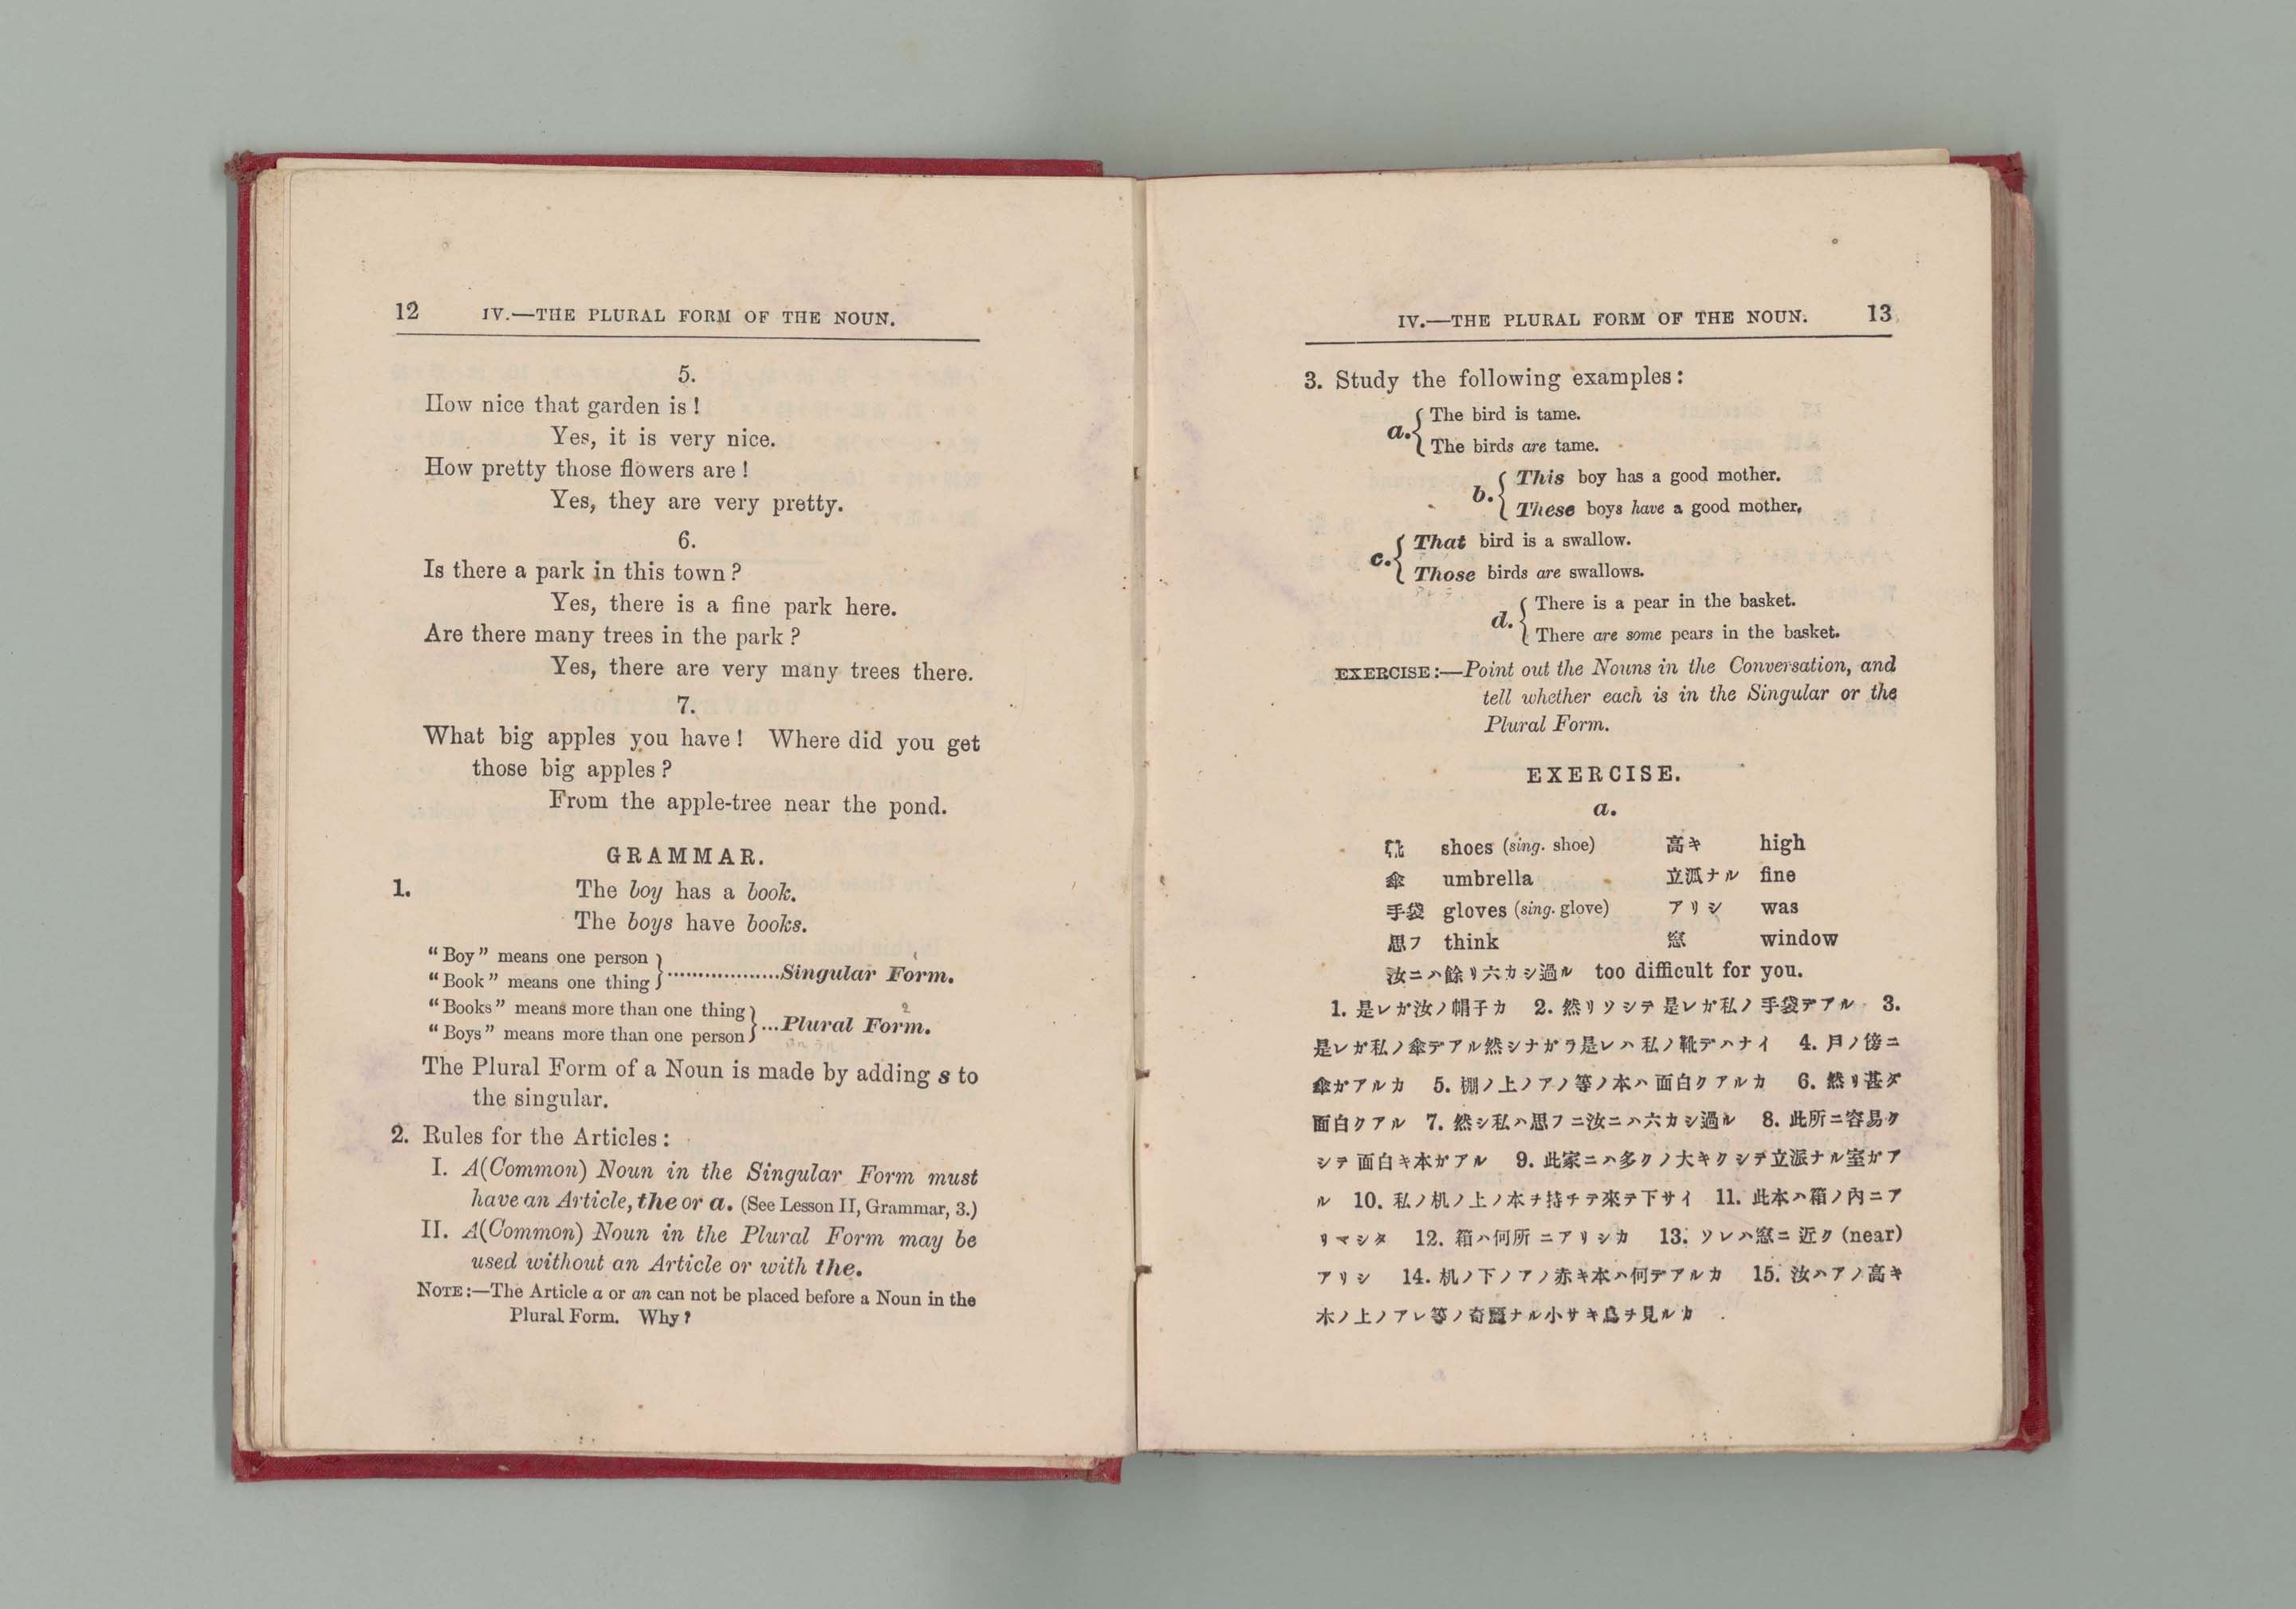 12 IV.—THE PLURAL FORM OF THE NOUN.
5.
How nice that garden is!
Yes, it is very nice.
How pretty those flowers are!
Yes, they are very pretty.
6.
Is there a park in this town?
Yes, there is a fine park here.
Are there many trees in the park?
Yes, there are very many trees there.
7.
What big apples you have! Where did you get
those big apples?
From the apple-tree near the pond.
GRAMMAR.
1. The boy has a book.
The boys have books.
"Boy" means one person
"Book" means one thing } ..................Singular Form.
"Books" means more than one thing
"Boys" means more than one person } ...Plural Form.
The Plural Form of a Noun is made by adding s to
the singular.
2. Rules for the Articles:
I. A (Common) Noun in the Singular Form must
have an Article, the or a. (See Lesson II, Grammar, 3.)
II. A (Common) Noun in the Plural Form may be
used without an Article or with the.
NOTE:—The Article a or an can not be placed before a Noun in the
Plural Form. Why?
IV.—THE PLURAL FORM OF THE NOUN. 13
3. Study the following examples:
a. { The bird is tame.
The birds are tame.
b. { This boy has a good mother.
These boys have a good mother.
c. { That bird is a swallow.
Those birds are swallows.
d. { There is a pear in the basket.
There are some pears in the basket.
EXERCISE:—Point out the Nouns in the Conversation, and
tell whether each is in the Singular or the
Plural Form.
EXERCISE.
a.
靴 shoes (sing. shoe) 高キ high
傘 umbrella 立派ナル fine
手袋 gloves (sing. glove) アリシ was
思フ think 窓 window
汝ニハ餘リ六カシ過ル too difficult for you.
1. 是レガ汝ノ帽子カ 2. 然リソシテ是レガ私ノ手袋デアル 3.
是レガ私ノ傘デアル然シナガラ是レハ私ノ靴デハナイ 4. 戸ノ傍ニ
傘ガアルカ 5. 棚ノ上ノアノ等ノ本ハ面白クアルカ 6. 然リ甚ダ
面白クアル 7. 然シ私ハ思フニ汝ニハ六カシ過ル 8. 此所ニ容易ク
シテ面白キ本ガアル 9. 此家ニハ多クノ大キクシテ立派ナル室ガア
ル 10. 私ノ机ノ上ノ本ヲ持チテ來テ下サイ 11. 此本ハ箱ノ內ニア
リマシタ 12. 箱ハ何所ニアリシカ 13. ソレハ窓ニ近ク (near)
アリシ 14. 机ノ下ノアノ赤キ本ハ何デアルカ 15. 汝ハアノ高キ
木ノ上ノアレ等ノ奇麗ナル小サキ鳥ヲ見ルカ